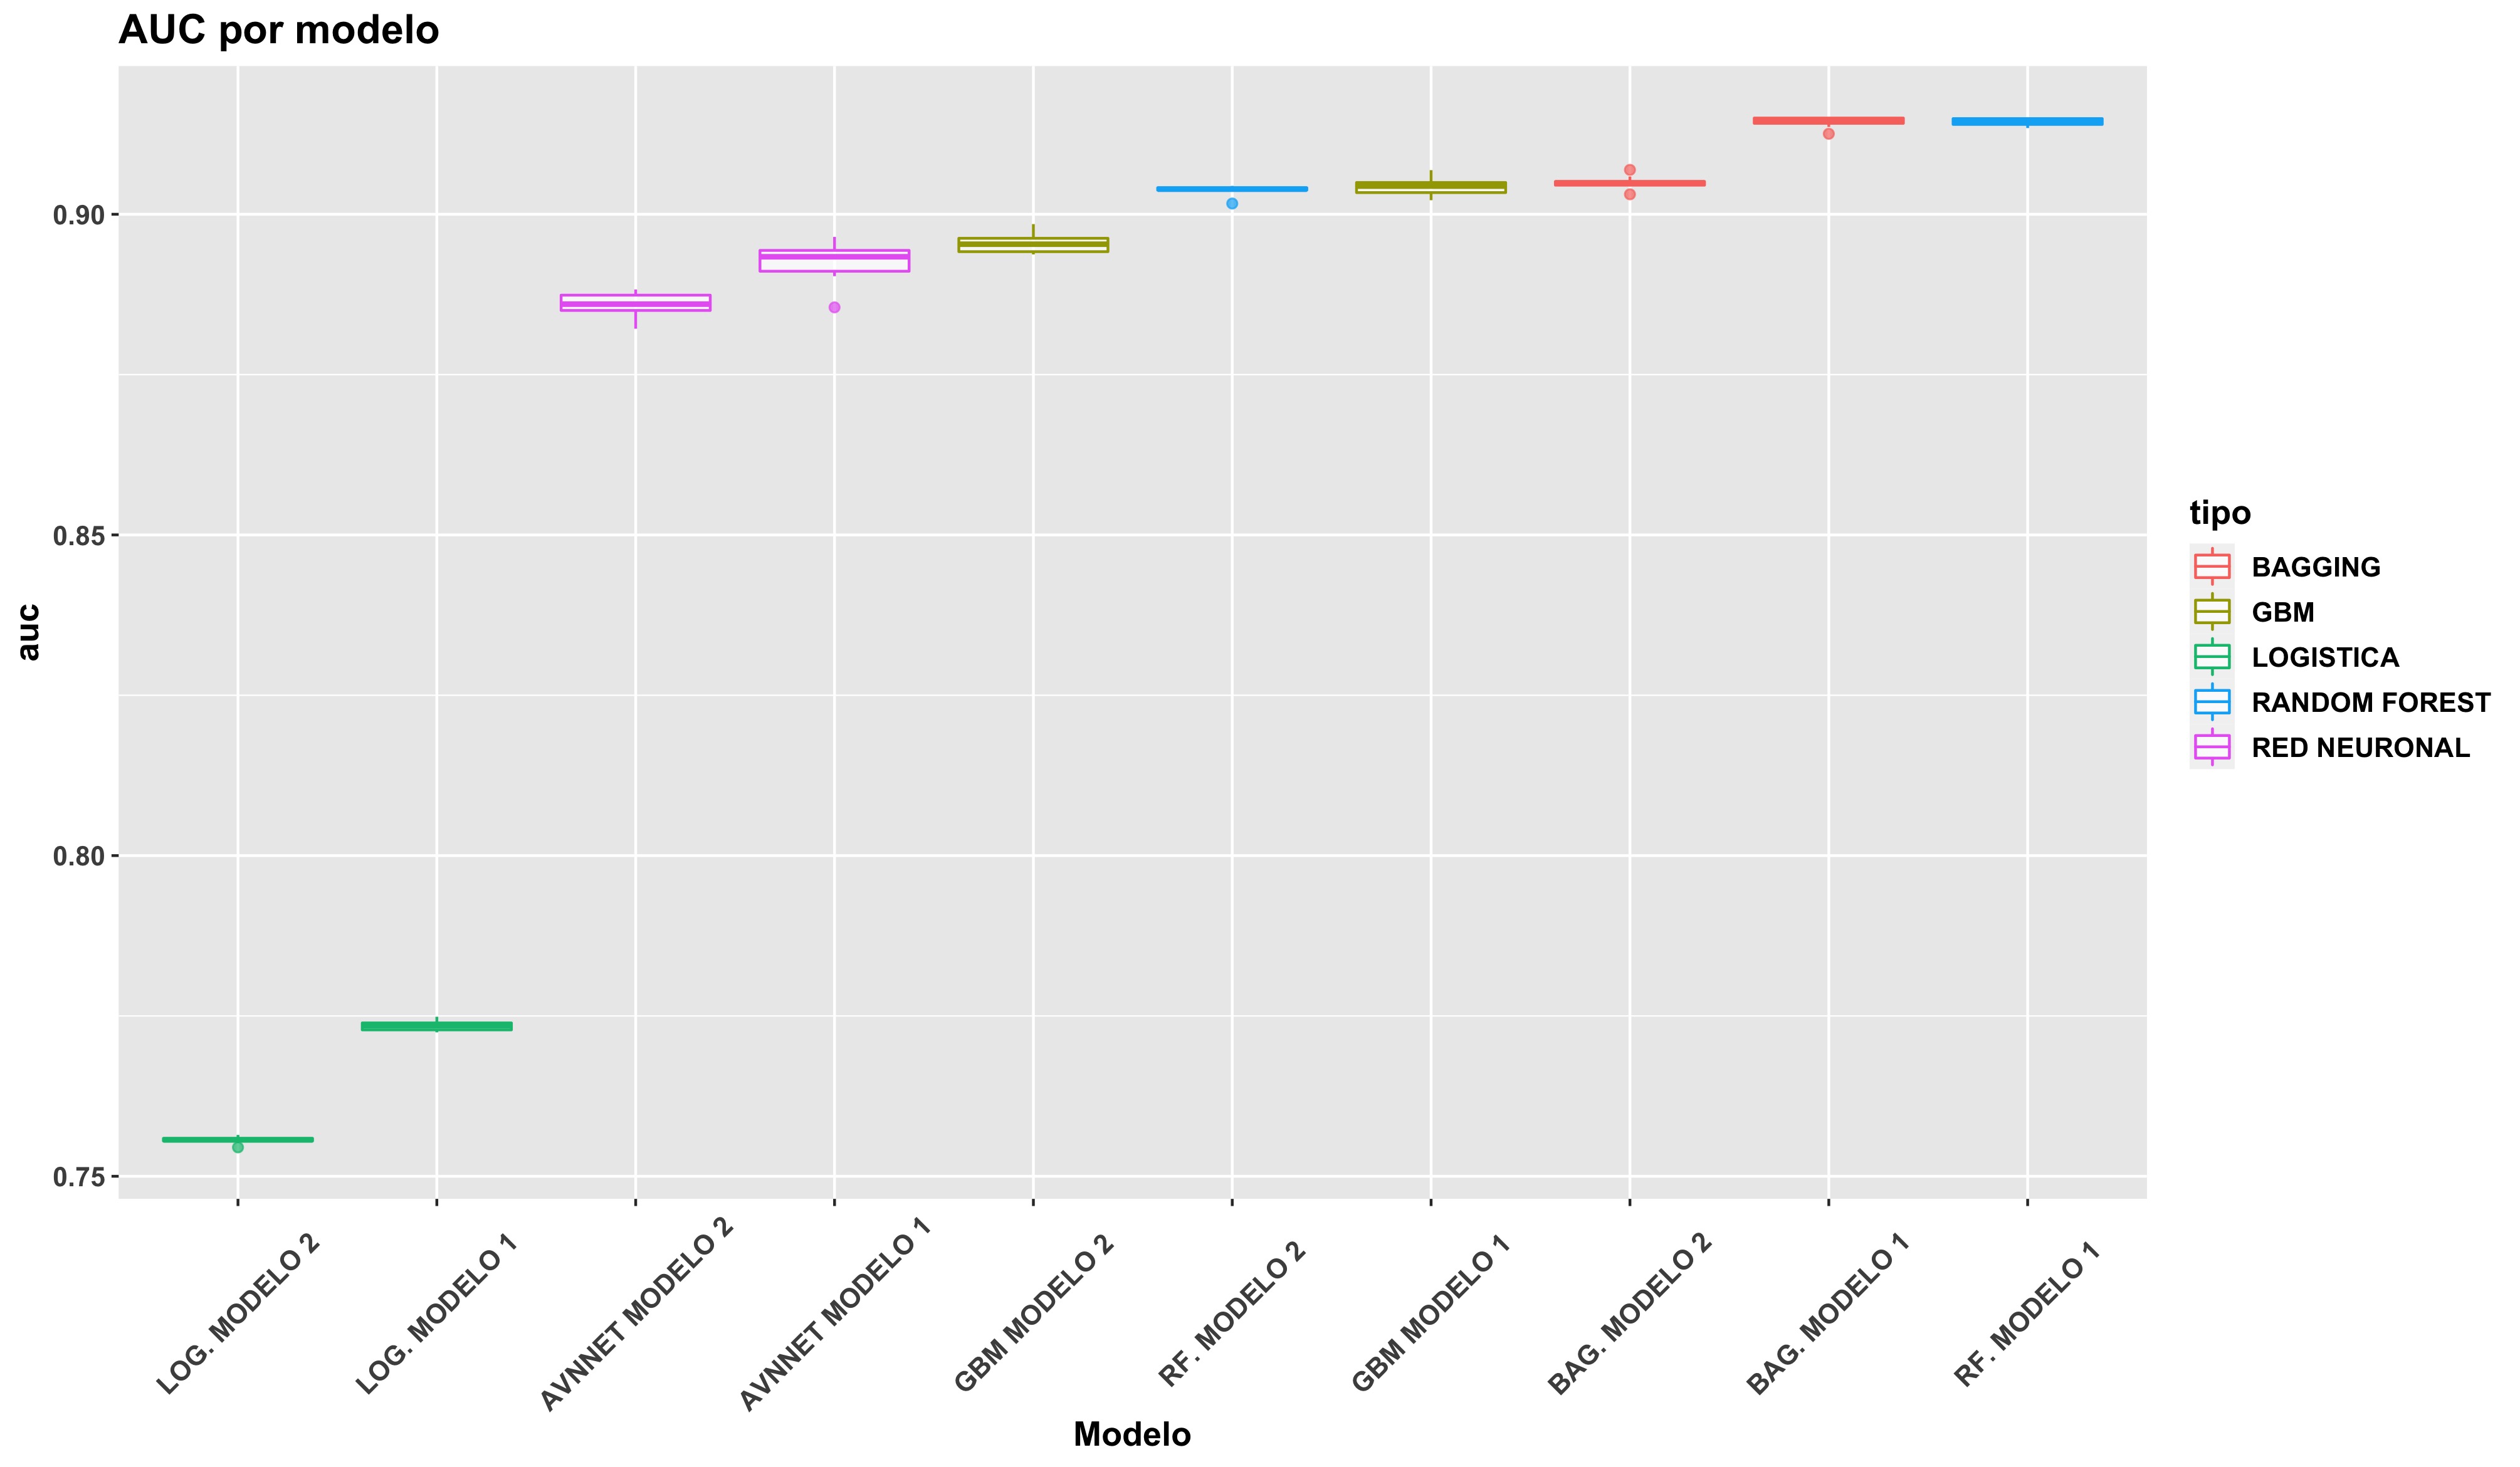 AUC por modelo
0.90
0.85
0.80
0.75
auc
LOG. MODELO 2
LOG. MODELO 1
AVNNET MODELO 2
AVNNET MODELO 1
GBM MODELO 2
RF. MODELO 2
GBM MODELO 1
BAG. MODELO 2
BAG. MODELO 1
RF. MODELO 1
Modelo
tipo
BAGGING
GBM
LOGISTICA
RANDOM FOREST
RED NEURONAL